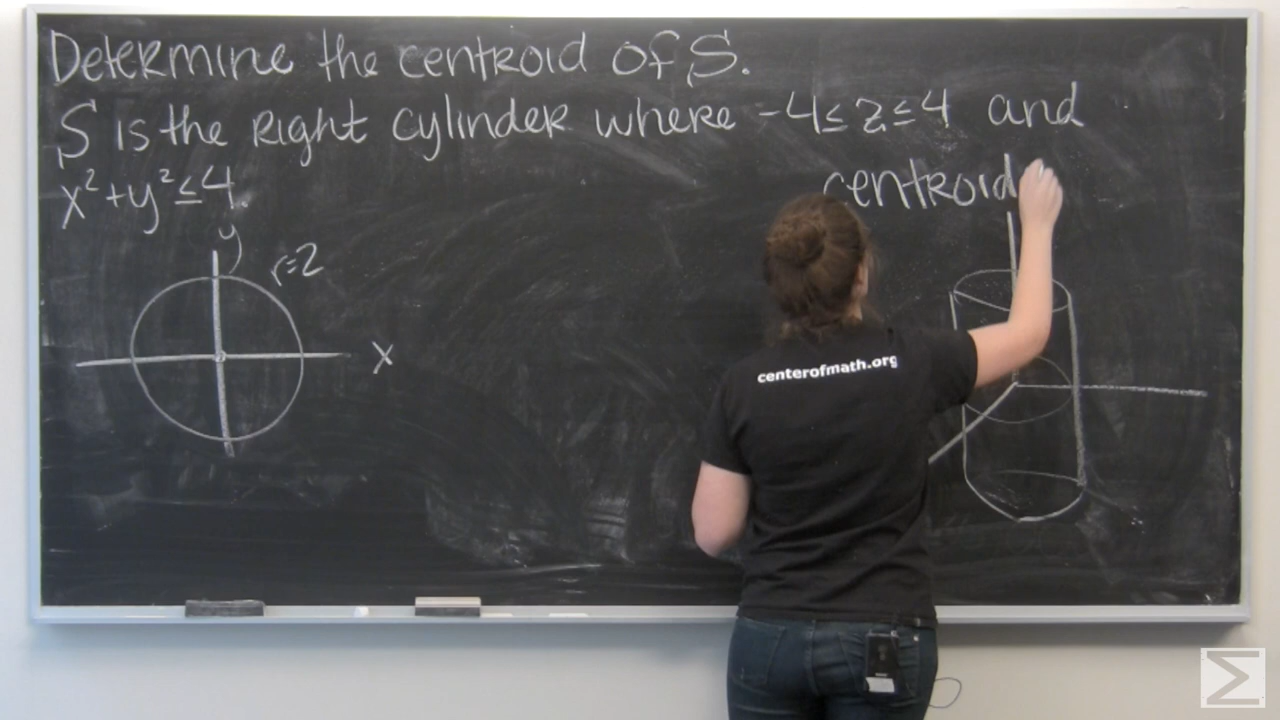 Determine the centroid of S.
S is the right cylinder where -4≤z≤4 and
x²+y²≤4.
centroid
y
r=2
x
centerofmath.org
Σ